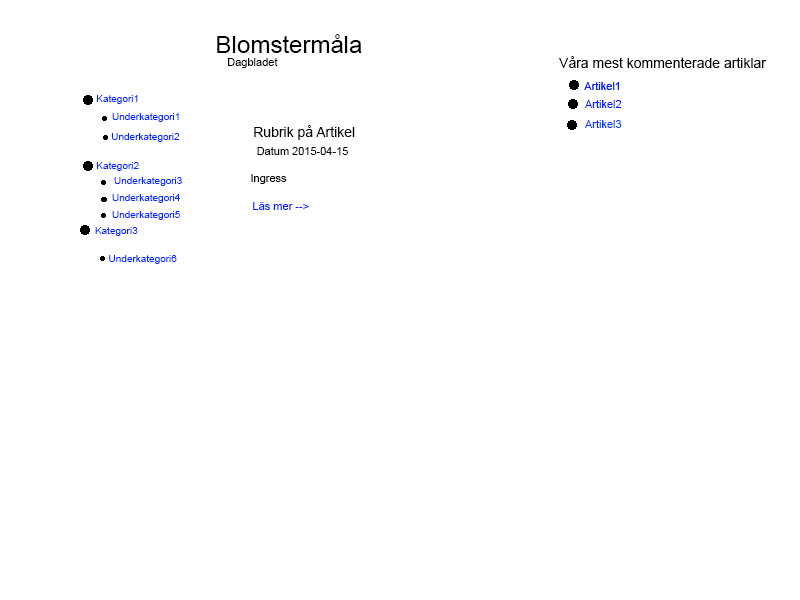 Blomstermåla
Dagbladet
Kategori1
Underkategori1
Underkategori2
Kategori2
Underkategori3
Underkategori4
Underkategori5
Kategori3
Underkategori6
Rubrik på Artikel
Datum 2015-04-15
Ingress
Läs mer -->
Våra mest kommenterade artiklar
Artikel1
Artikel2
Artikel3